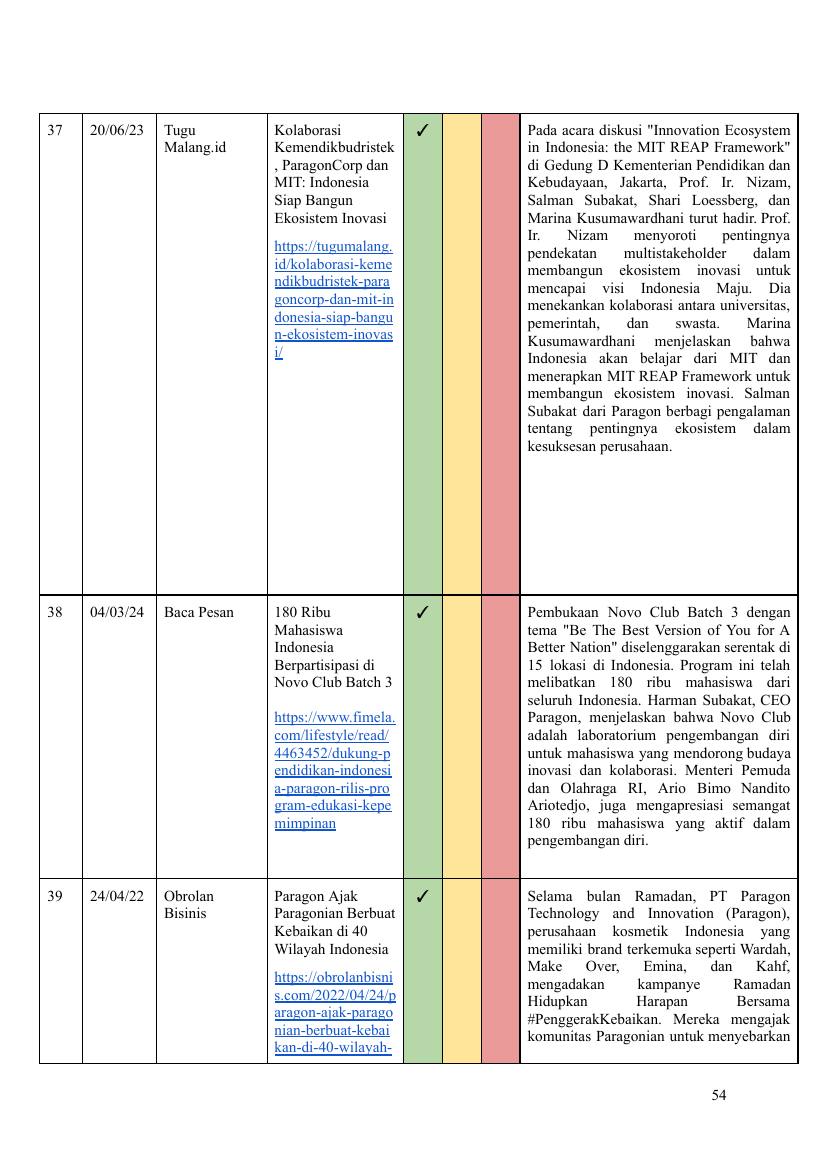 37
20/06/23
Tugu
Malang.id
Kolaborasi
Kemendikbudristek
, ParagonCorp dan
MIT: Indonesia
Siap Bangun
Ekosistem Inovasi
https://tugumalang.
id/kolaborasi-keme
ndikbudristek-para
goncorp-dan-mit-in
donesia-siap-bangu
n-ekosistem-inovas
i/
✓
Pada acara diskusi "Innovation Ecosystem
in Indonesia: the MIT REAP Framework"
di Gedung D Kementerian Pendidikan dan
Kebudayaan, Jakarta, Prof. Ir. Nizam,
Salman Subakat, Shari Loessberg, dan
Marina Kusumawardhani turut hadir. Prof.
Ir. Nizam menyoroti pentingnya
pendekatan multistakeholder dalam
membangun ekosistem inovasi untuk
mencapai visi Indonesia Maju. Dia
menekankan kolaborasi antara universitas,
pemerintah, dan swasta. Marina
Kusumawardhani menjelaskan bahwa
Indonesia akan belajar dari MIT dan
menerapkan MIT REAP Framework untuk
membangun ekosistem inovasi. Salman
Subakat dari Paragon berbagi pengalaman
tentang pentingnya ekosistem dalam
kesuksesan perusahaan.
38
04/03/24
Baca Pesan
180 Ribu
Mahasiswa
Indonesia
Berpartisipasi di
Novo Club Batch 3
https://www.fimela.
com/lifestyle/read/
4463452/dukung-p
endidikan-indonesi
a-paragon-rilis-pro
gram-edukasi-kepe
mimpinan
✓
Pembukaan Novo Club Batch 3 dengan
tema "Be The Best Version of You for A
Better Nation" diselenggarakan serentak di
15 lokasi di Indonesia. Program ini telah
melibatkan 180 ribu mahasiswa dari
seluruh Indonesia. Harman Subakat, CEO
Paragon, menjelaskan bahwa Novo Club
adalah laboratorium pengembangan diri
untuk mahasiswa yang mendorong budaya
inovasi dan kolaborasi. Menteri Pemuda
dan Olahraga RI, Ario Bimo Nandito
Ariotedjo, juga mengapresiasi semangat
180 ribu mahasiswa yang aktif dalam
pengembangan diri.
39
24/04/22
Obrolan
Bisinis
Paragon Ajak
Paragonian Berbuat
Kebaikan di 40
Wilayah Indonesia
https://obrolanbisni
s.com/2022/04/24/p
aragon-ajak-parago
nian-berbuat-kebai
kan-di-40-wilayah-
✓
Selama bulan Ramadan, PT Paragon
Technology and Innovation (Paragon),
perusahaan kosmetik Indonesia yang
memiliki brand terkemuka seperti Wardah,
Make Over, Emina, dan Kahf,
mengadakan kampanye Ramadan
Hidupkan Harapan Bersama
#PenggerakKebaikan. Mereka mengajak
komunitas Paragonian untuk menyebarkan
54